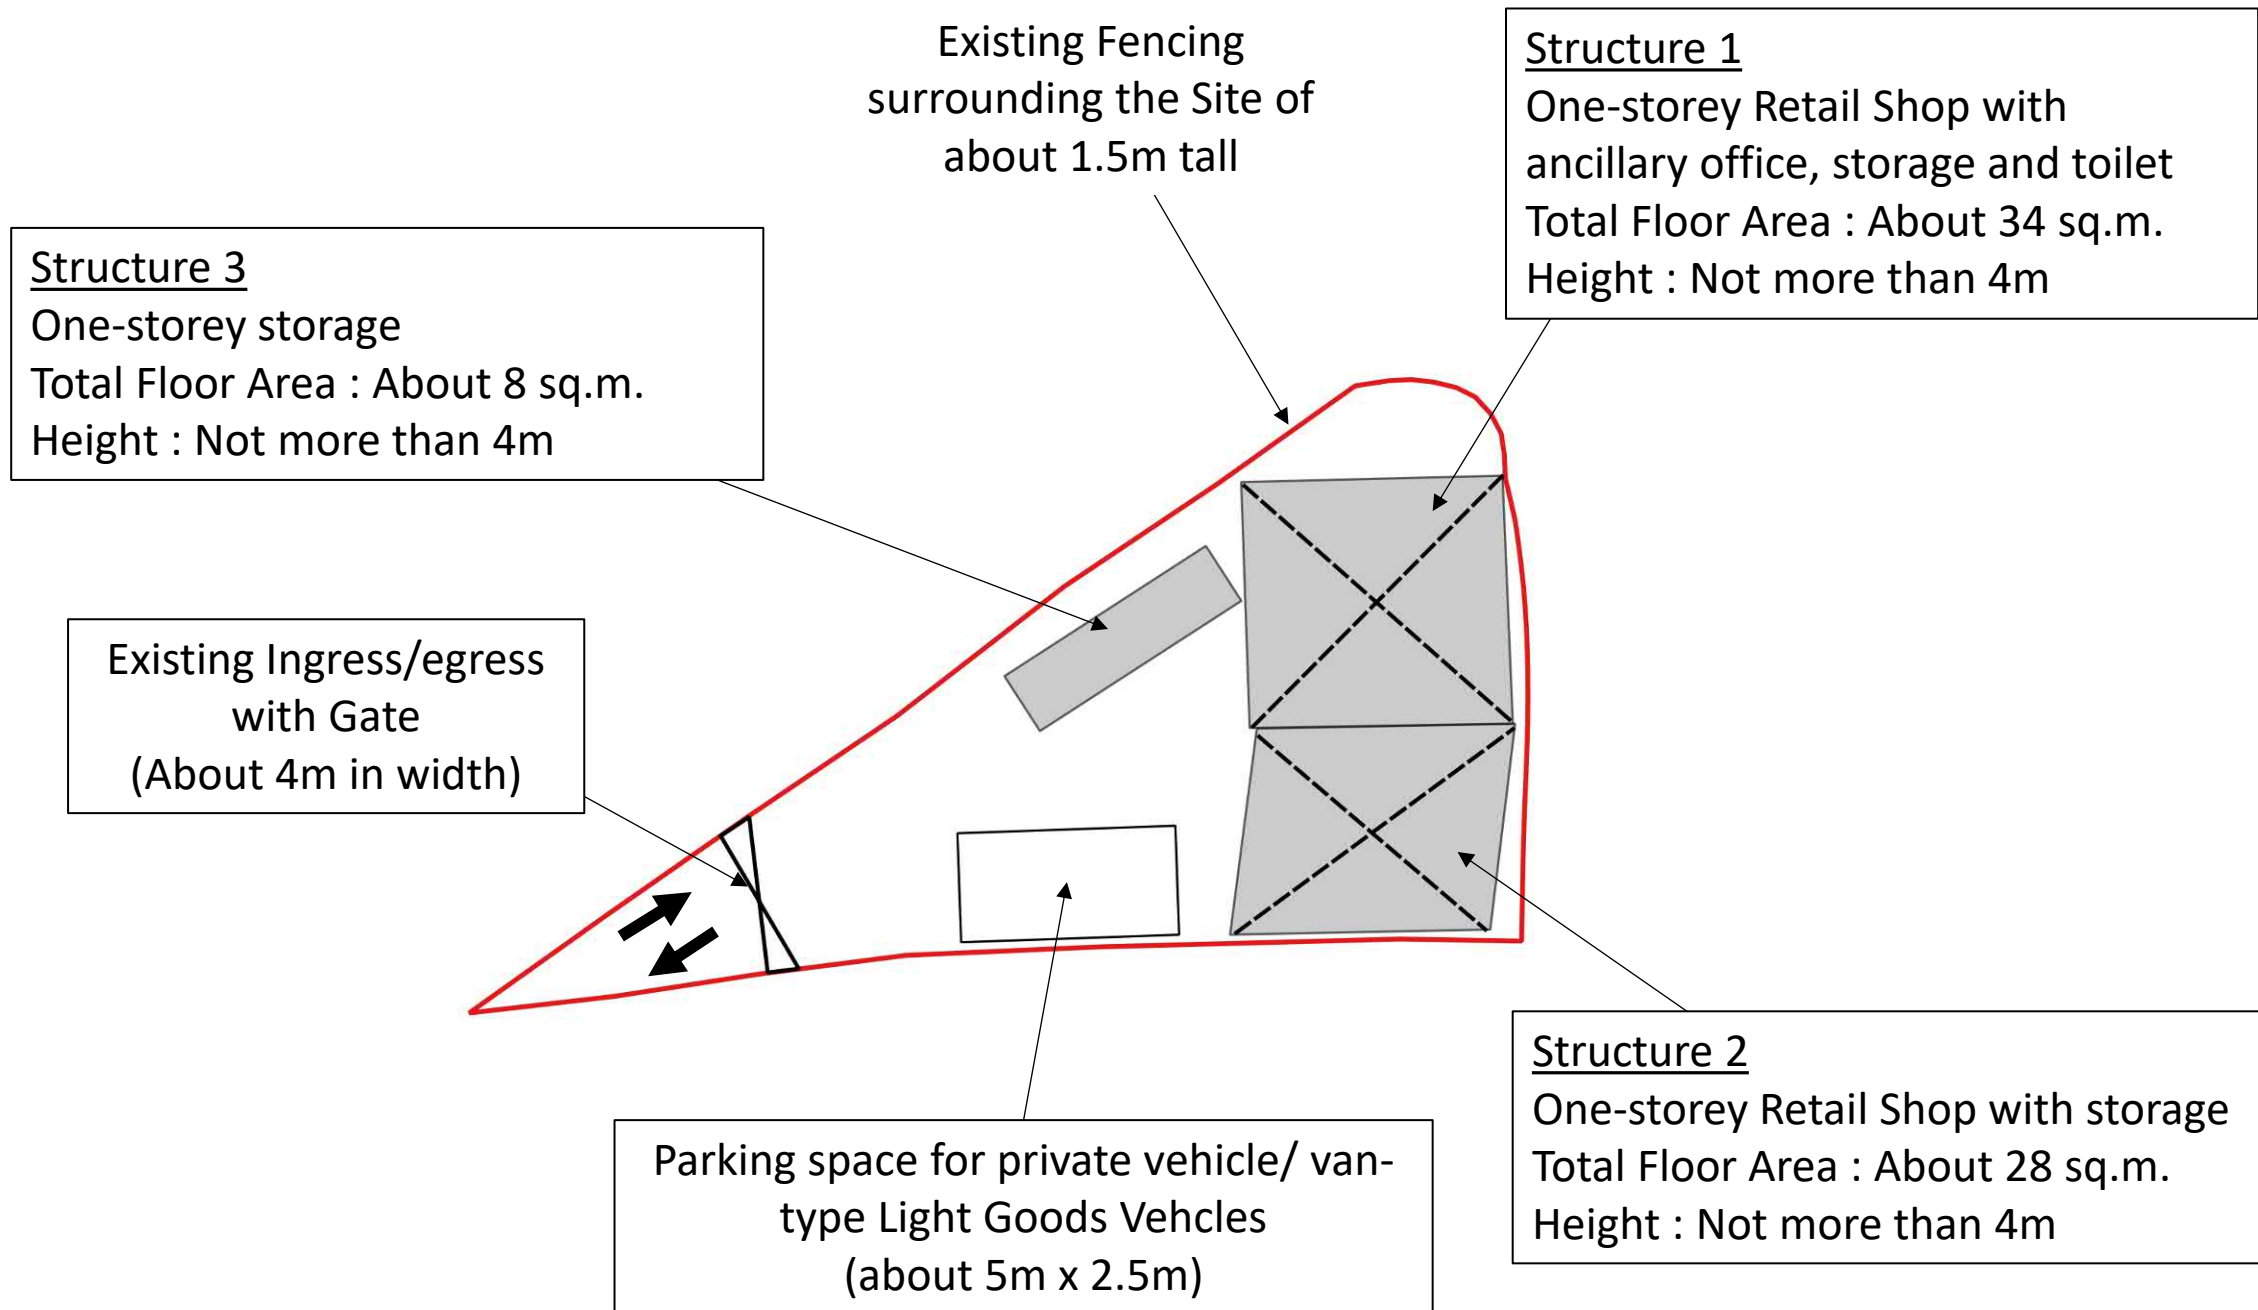 Existing Fencing
surrounding the Site of
about 1.5m tall
Structure 1
One-storey Retail Shop with
ancillary office, storage and toilet
Total Floor Area : About 34 sq.m.
Height : Not more than 4m
Structure 3
One-storey storage
Total Floor Area : About 8 sq.m.
Height : Not more than 4m
Existing Ingress/egress
with Gate
(About 4m in width)
Structure 2
One-storey Retail Shop with storage
Total Floor Area : About 28 sq.m.
Height : Not more than 4m
Parking space for private vehicle/ van-
type Light Goods Vehcles
(about 5m x 2.5m)